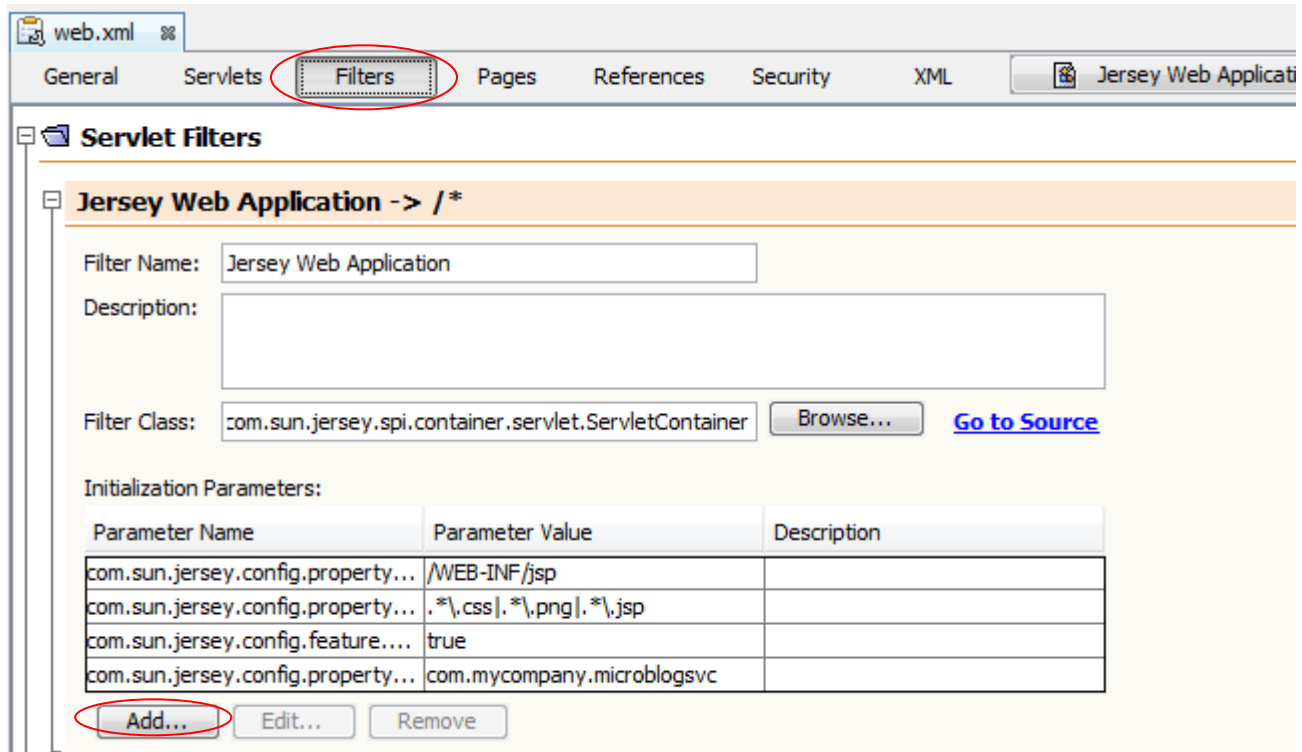 web.xml
General Servlets Filters Pages References Security XML Jersey Web Applicati
Servlet Filters
Jersey Web Application -> /*
Filter Name: Jersey Web Application
Description:
Filter Class: com.sun.jersey.spi.container.servlet.ServletContainer Browse... Go to Source
Initialization Parameters:
Parameter Name Parameter Value Description
com.sun.jersey.config.property... /WEB-INF/jsp
com.sun.jersey.config.property... .*\.css|.*\.png|.*\.jsp
com.sun.jersey.config.feature.... true
com.sun.jersey.config.property... com.mycompany.microblogsvc
Add... Edit... Remove